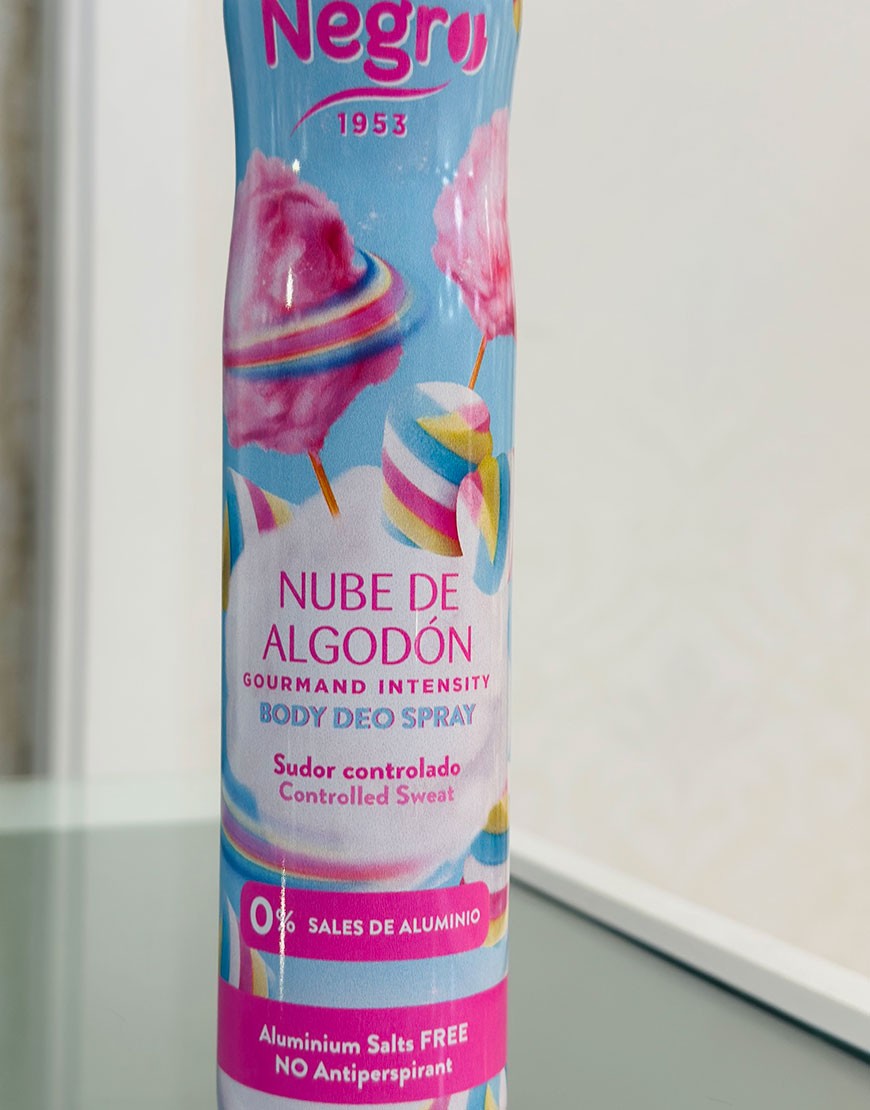 Negro
1953
NUBE DE
ALGODÓN
GOURMAND INTENSITY
BODY DEO SPRAY
Sudor controlado
Controlled Sweat
0% SALES DE ALUMINIO
Aluminium Salts FREE
NO Antiperspirant